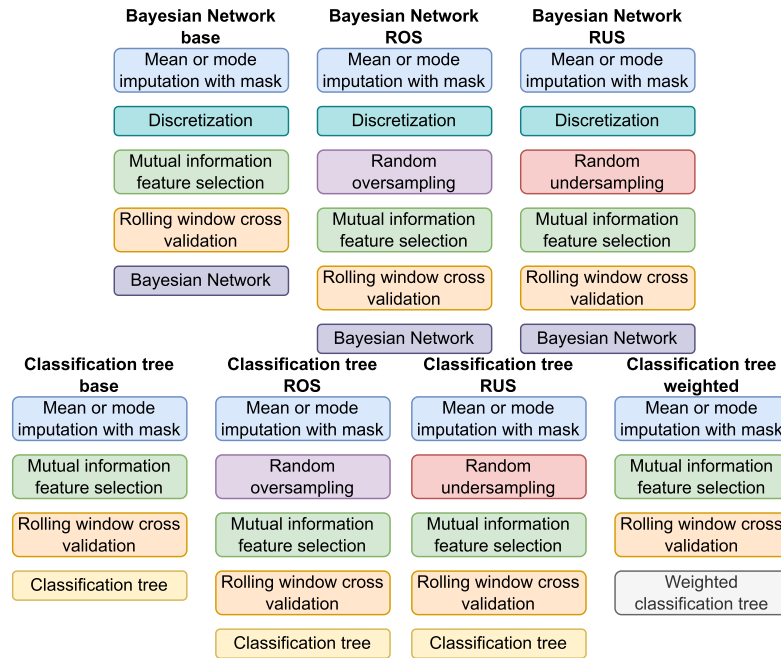 Bayesian Network
base
Mean or mode
imputation with mask
Discretization
Mutual information
feature selection
Rolling window cross
validation
Bayesian Network
Bayesian Network
ROS
Mean or mode
imputation with mask
Discretization
Random
oversampling
Mutual information
feature selection
Rolling window cross
validation
Bayesian Network
Bayesian Network
RUS
Mean or mode
imputation with mask
Discretization
Random
undersampling
Mutual information
feature selection
Rolling window cross
validation
Bayesian Network
Classification tree
base
Mean or mode
imputation with mask
Mutual information
feature selection
Rolling window cross
validation
Classification tree
Classification tree
ROS
Mean or mode
imputation with mask
Random
oversampling
Mutual information
feature selection
Rolling window cross
validation
Classification tree
Classification tree
RUS
Mean or mode
imputation with mask
Random
undersampling
Mutual information
feature selection
Rolling window cross
validation
Classification tree
Classification tree
weighted
Mean or mode
imputation with mask
Mutual information
feature selection
Rolling window cross
validation
Weighted
classification tree